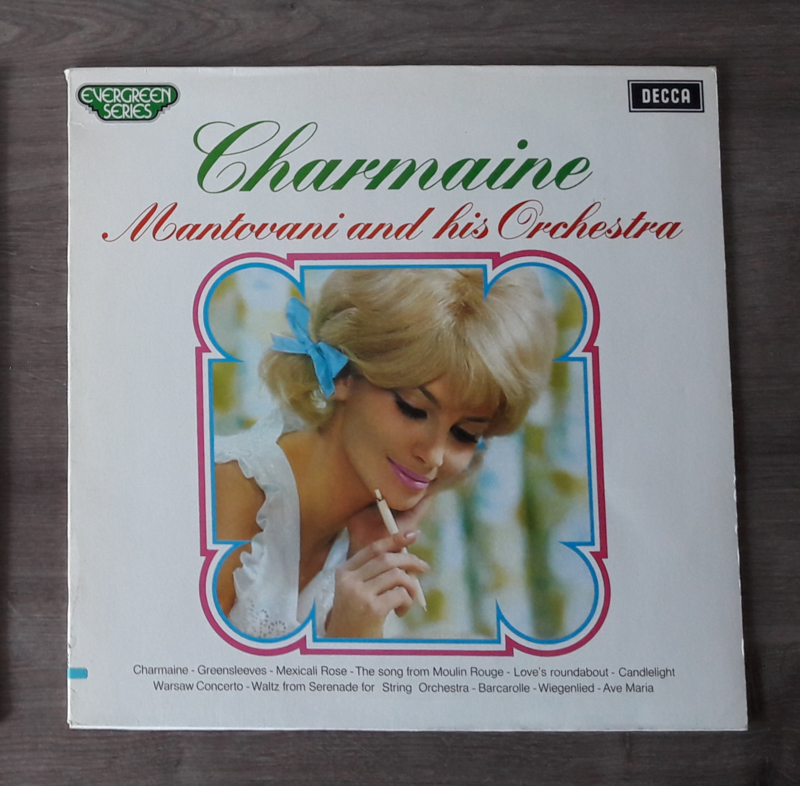 EVERGREEN
SERIES
DECCA
Charmaine
Mantovani and his Orchestra
Charmaine - Greensleeves - Mexicali Rose - The song from Moulin Rouge - Love's roundabout - Candlelight
Warsaw Concerto - Waltz from Serenade for String Orchestra - Barcarolle - Wiegenlied - Ave Maria